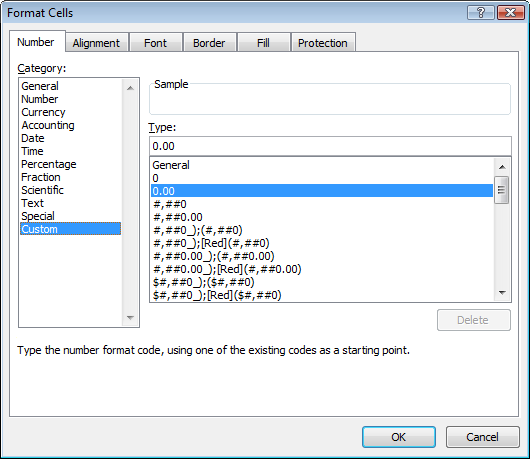 Format Cells
Number Alignment Font Border Fill Protection
Category:
General
Number
Currency
Accounting
Date
Time
Percentage
Fraction
Scientific
Text
Special
Custom
Sample
Type:
0.00
General
0
0.00
#,##0
#,##0.00
#,##0_);(#,##0)
#,##0_);[Red](#,##0)
#,##0.00_);(#,##0.00)
#,##0.00_);[Red](#,##0.00)
$#,##0_);($#,##0)
$#,##0_);[Red]($#,##0)
Delete
Type the number format code, using one of the existing codes as a starting point.
OK Cancel